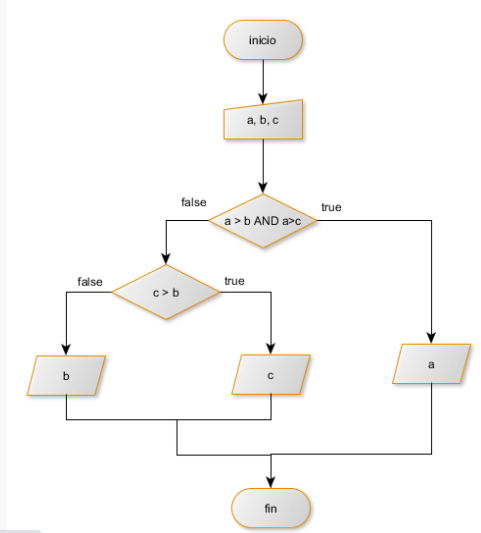 inicio
a, b, c
false
true
a > b AND a>c
false
true
c > b
b
c
a
fin